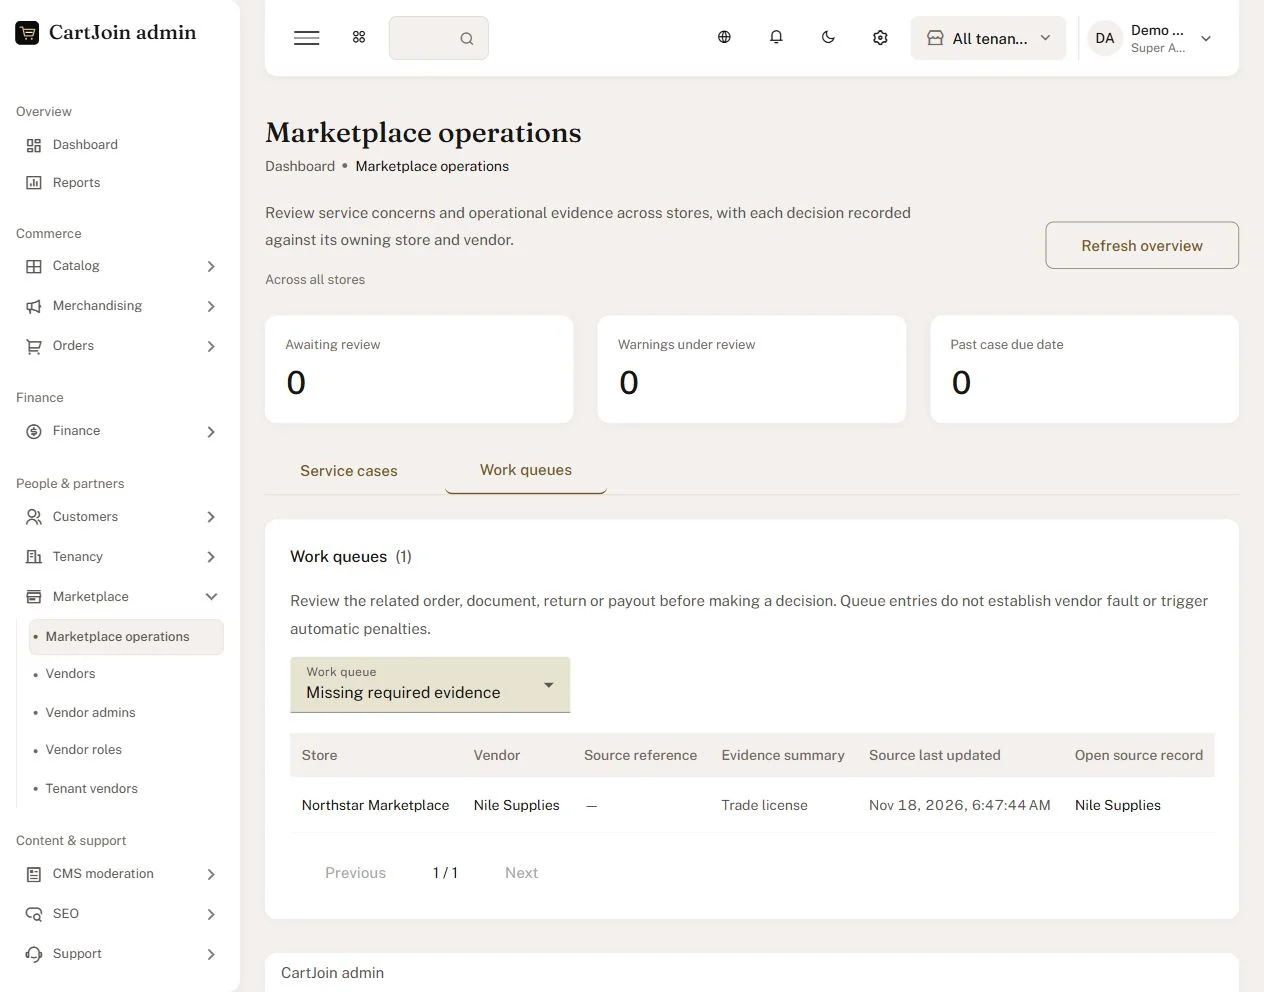 CartJoin admin
Overview
Dashboard
Reports
Commerce
Catalog
Merchandising
Orders
Finance
Finance
People & partners
Customers
Tenancy
Marketplace
Marketplace operations
Vendors
Vendor admins
Vendor roles
Tenant vendors
Content & support
CMS moderation
SEO
Support
All tenan...
DA
Demo ...
Super A...
Marketplace operations
Dashboard • Marketplace operations
Review service concerns and operational evidence across stores, with each decision recorded
against its owning store and vendor.
Across all stores
Refresh overview
Awaiting review
0
Warnings under review
0
Past case due date
0
Service cases
Work queues
Work queues (1)
Review the related order, document, return or payout before making a decision. Queue entries do not establish vendor fault or trigger
automatic penalties.
Work queue
Missing required evidence
Store Vendor Source reference Evidence summary Source last updated Open source record
Northstar Marketplace Nile Supplies — Trade license Nov 18, 2026, 6:47:44 AM Nile Supplies
Previous 1 / 1 Next
CartJoin admin